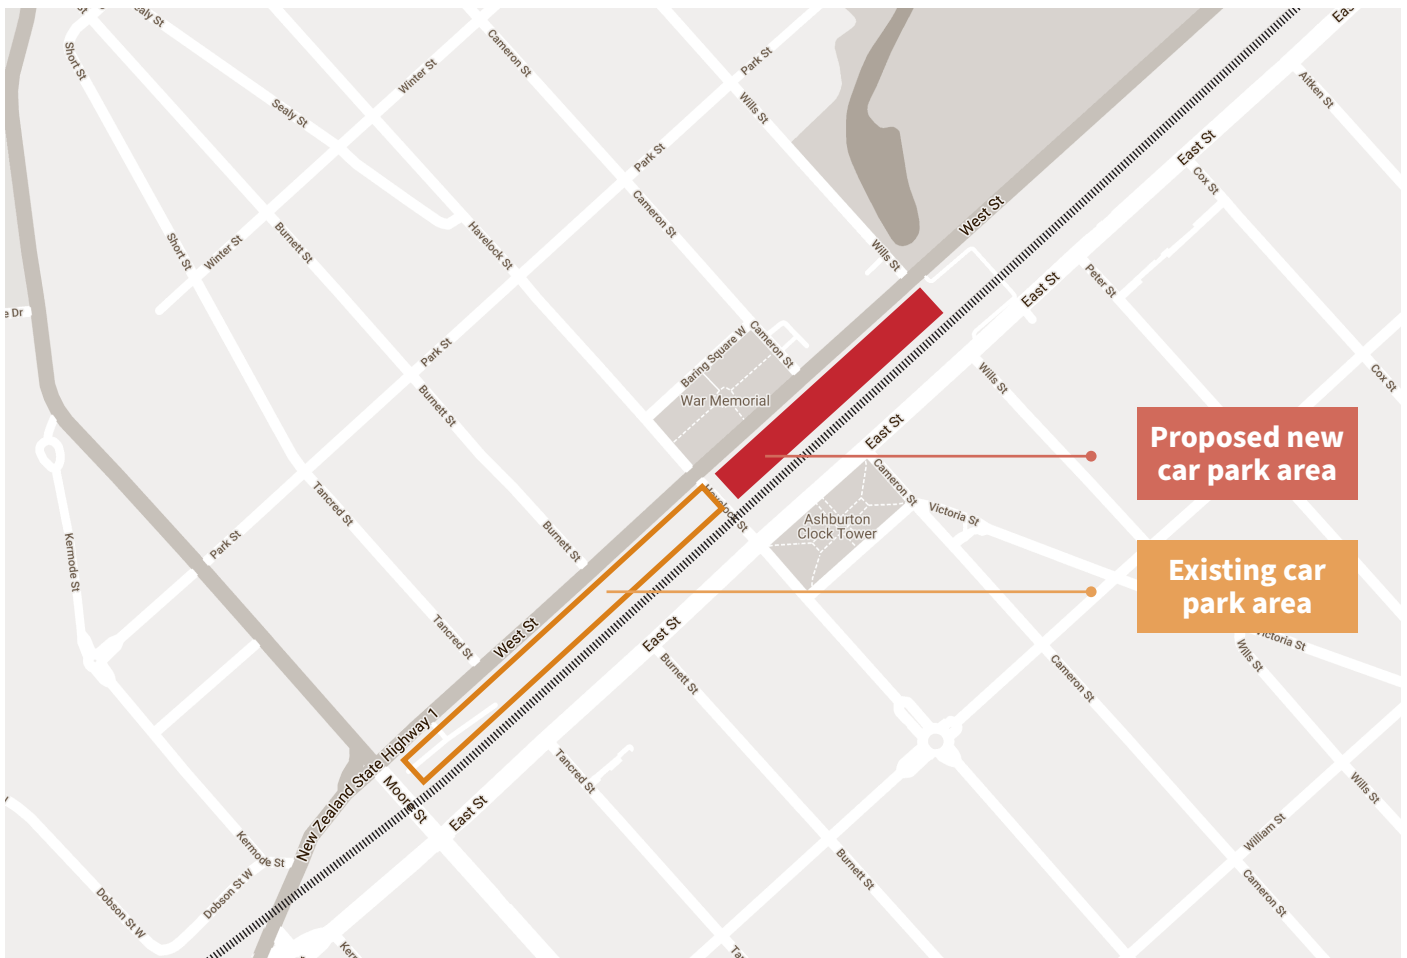 Sealy St
Short St
Cameron St
Winter St
Park St
Wills St
East St
Aitken St
Sealy St
Park St
East St
Cox St
Short St
Winter St
Burnett St
Havelock St
Cameron St
Wills St
West St
East St
Peter St
Park St
Burnett St
Baring Square W
Cameron St
War Memorial
Wills St
Cox St
East St
Proposed new
car park area
Tancred St
Burnett St
Havelock St
Cameron St
Ashburton
Clock Tower
Victoria St
Kermode St
Park St
Existing car
park area
Tancred St
West St
East St
Burnett St
Cameron St
Wills St
Victoria St
New Zealand State Highway 1
Moore St
East St
Tancred St
Wills St
Kermode St
Dobson St W
Dobson St W
Burnett St
William St
Cameron St